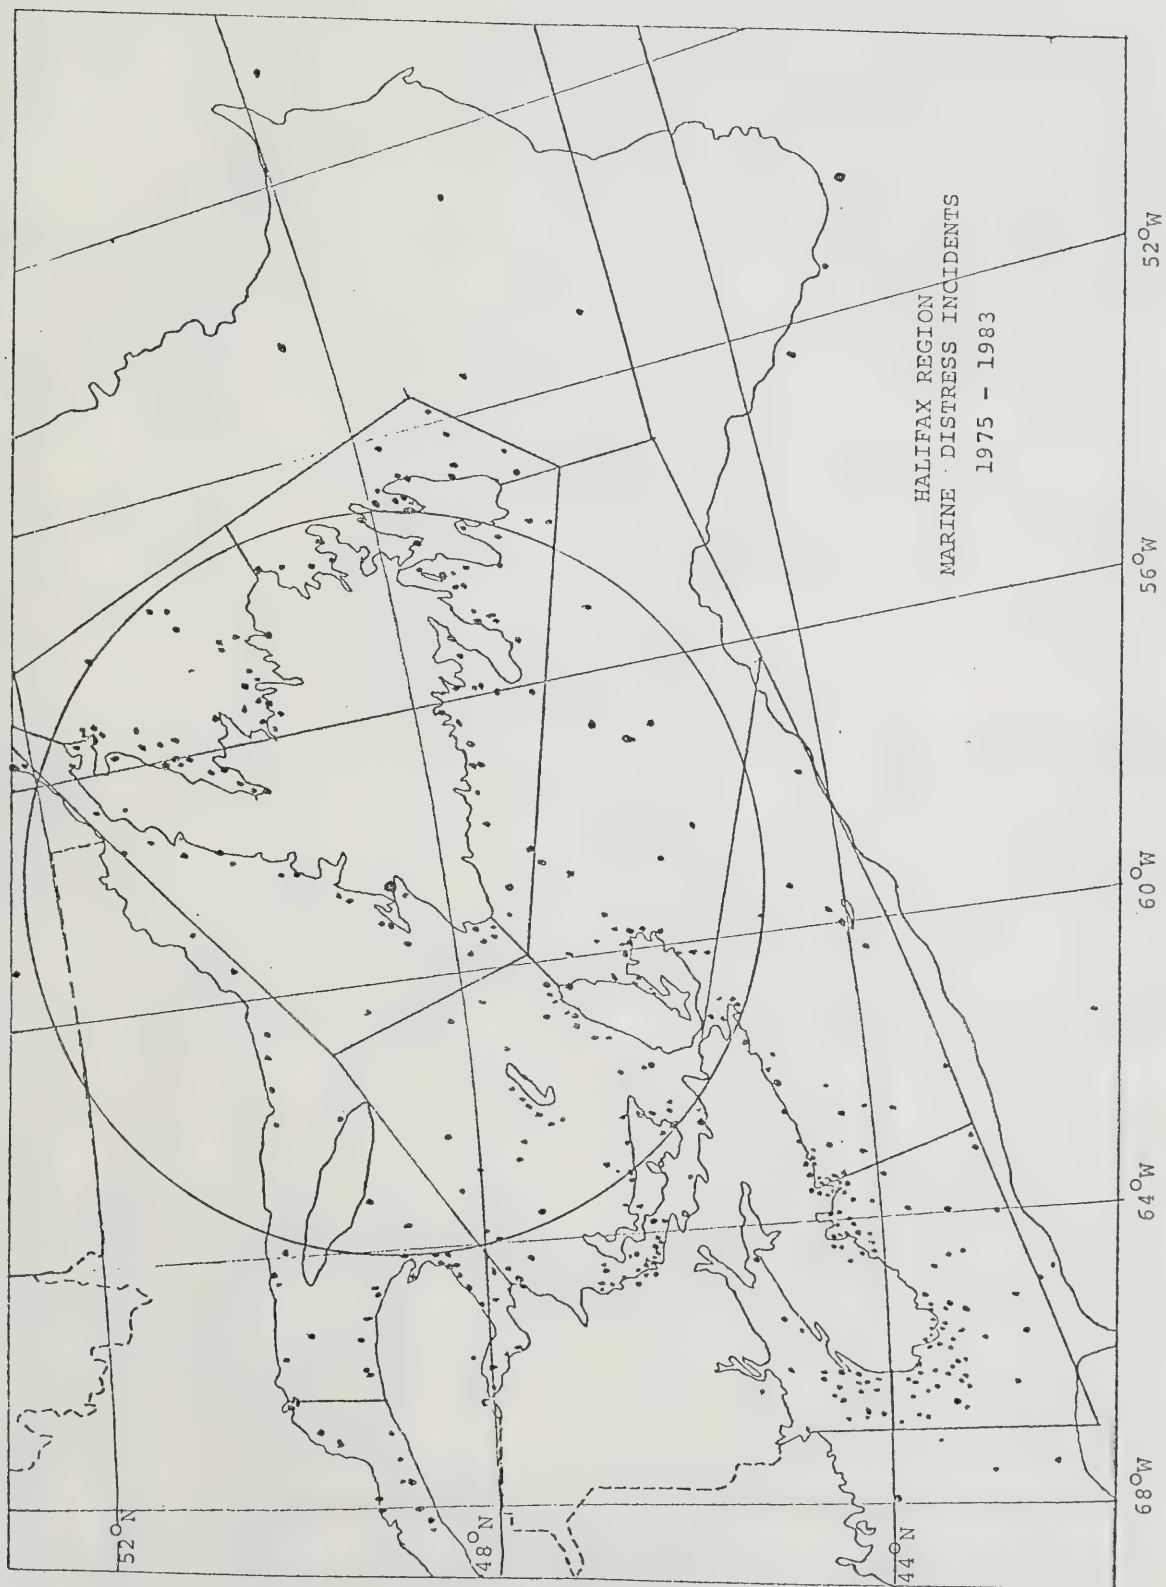 HALIFAX REGION
MARINE DISTRESS INCIDENTS
1975 - 1983
52°N
48°N
44°N
68°W
64°W
60°W
56°W
52°W